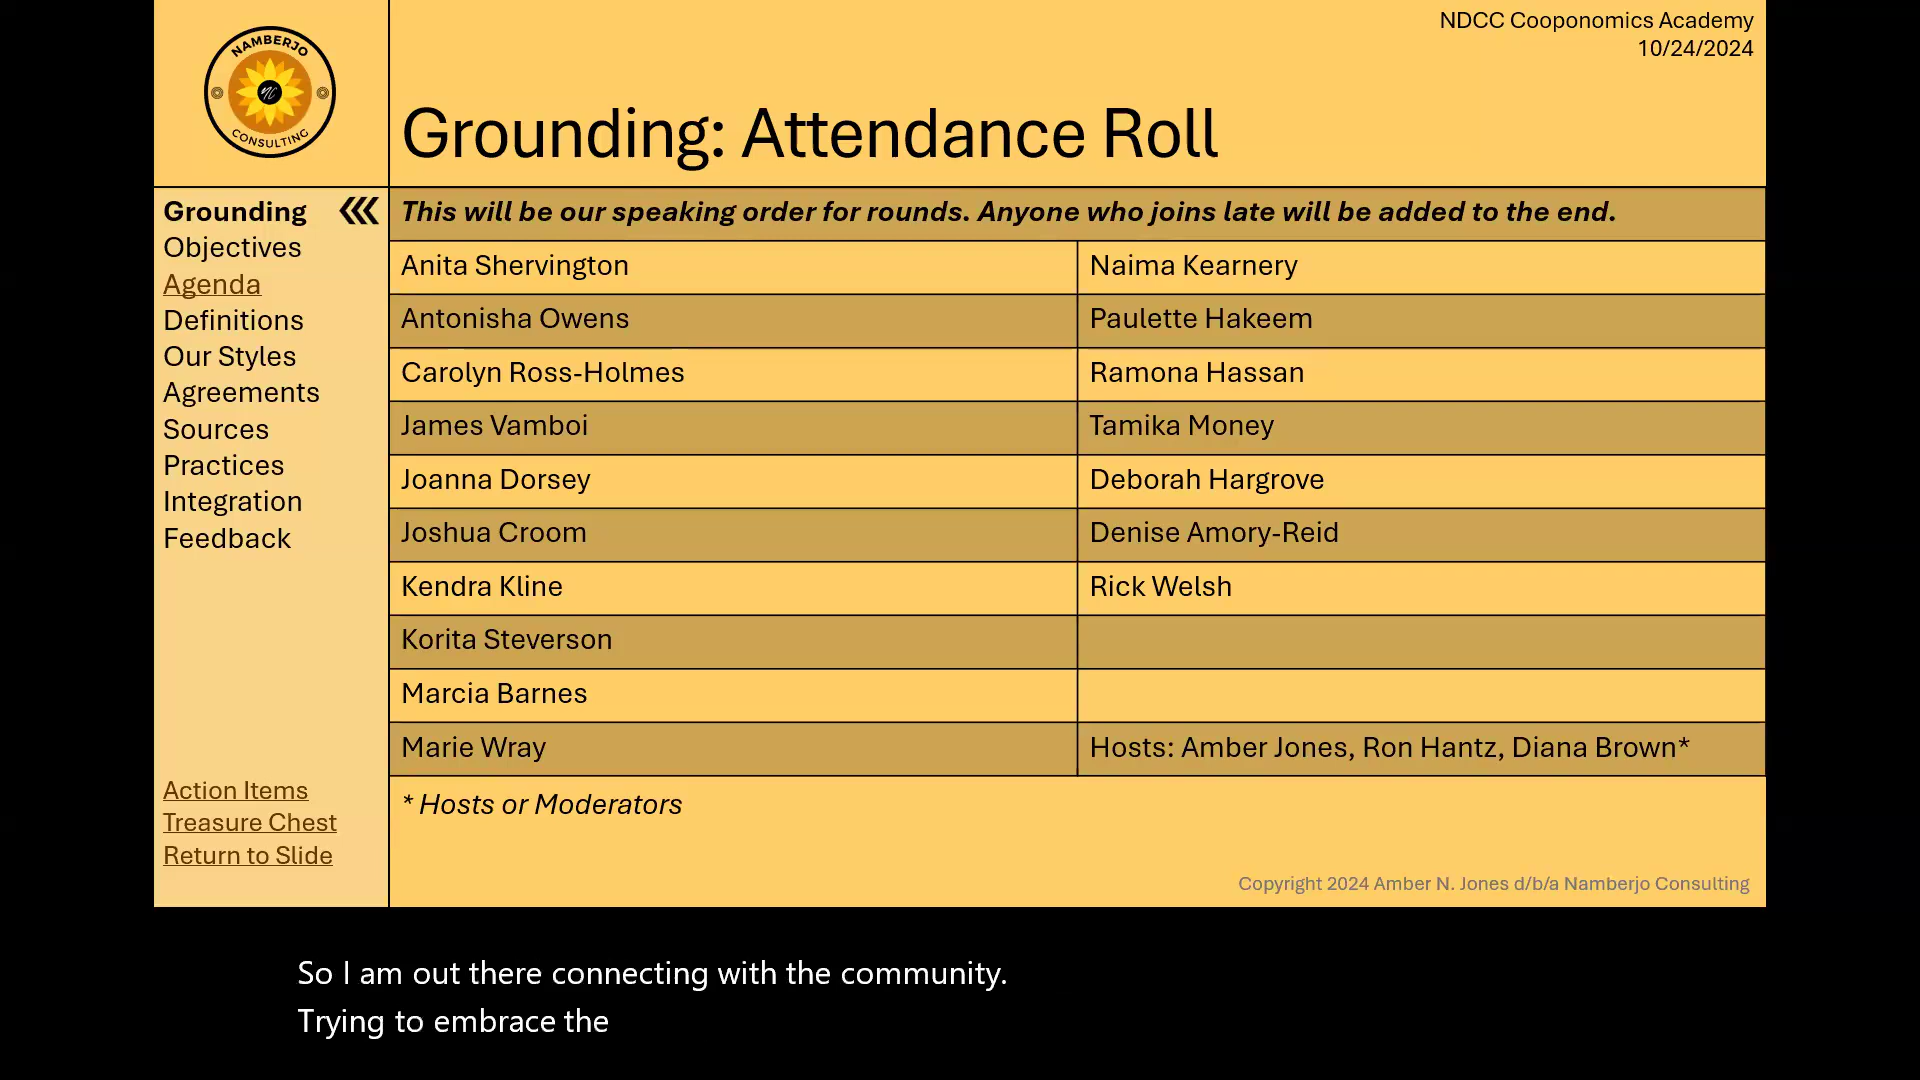 NAMBERJO
NC
CONSULTING
NDCC Cooponomics Academy
10/24/2024
Grounding: Attendance Roll
Grounding
Objectives
Agenda
Definitions
Our Styles
Agreements
Sources
Practices
Integration
Feedback
Action Items
Treasure Chest
Return to Slide
This will be our speaking order for rounds. Anyone who joins late will be added to the end.
Anita Shervington
Naima Kearnery
Antonisha Owens
Paulette Hakeem
Carolyn Ross-Holmes
Ramona Hassan
James Vamboi
Tamika Money
Joanna Dorsey
Deborah Hargrove
Joshua Croom
Denise Amory-Reid
Kendra Kline
Rick Welsh
Korita Steverson
Marcia Barnes
Marie Wray
Hosts: Amber Jones, Ron Hantz, Diana Brown*
* Hosts or Moderators
Copyright 2024 Amber N. Jones d/b/a Namberjo Consulting
So I am out there connecting with the community.
Trying to embrace the